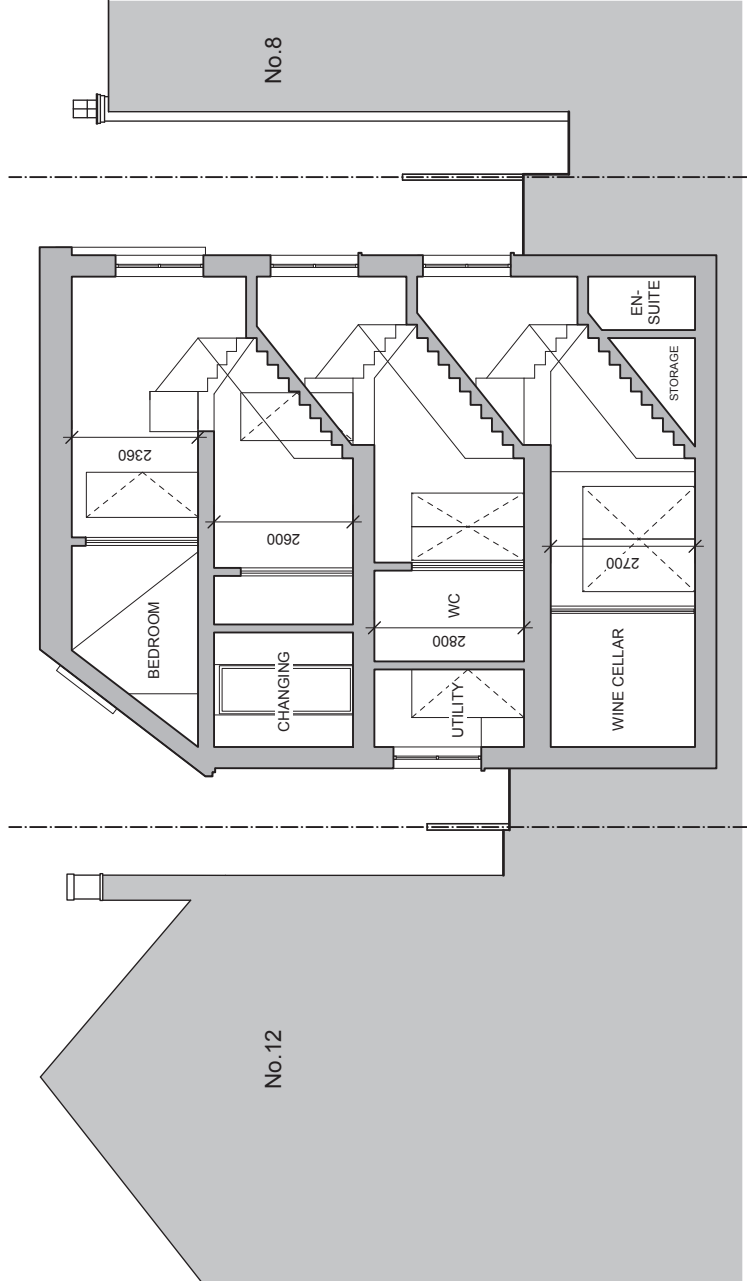 No.8
No.12
BEDROOM
2360
CHANGING
2600
UTILITY
WC
2800
WINE CELLAR
2700
STORAGE
EN-
SUITE